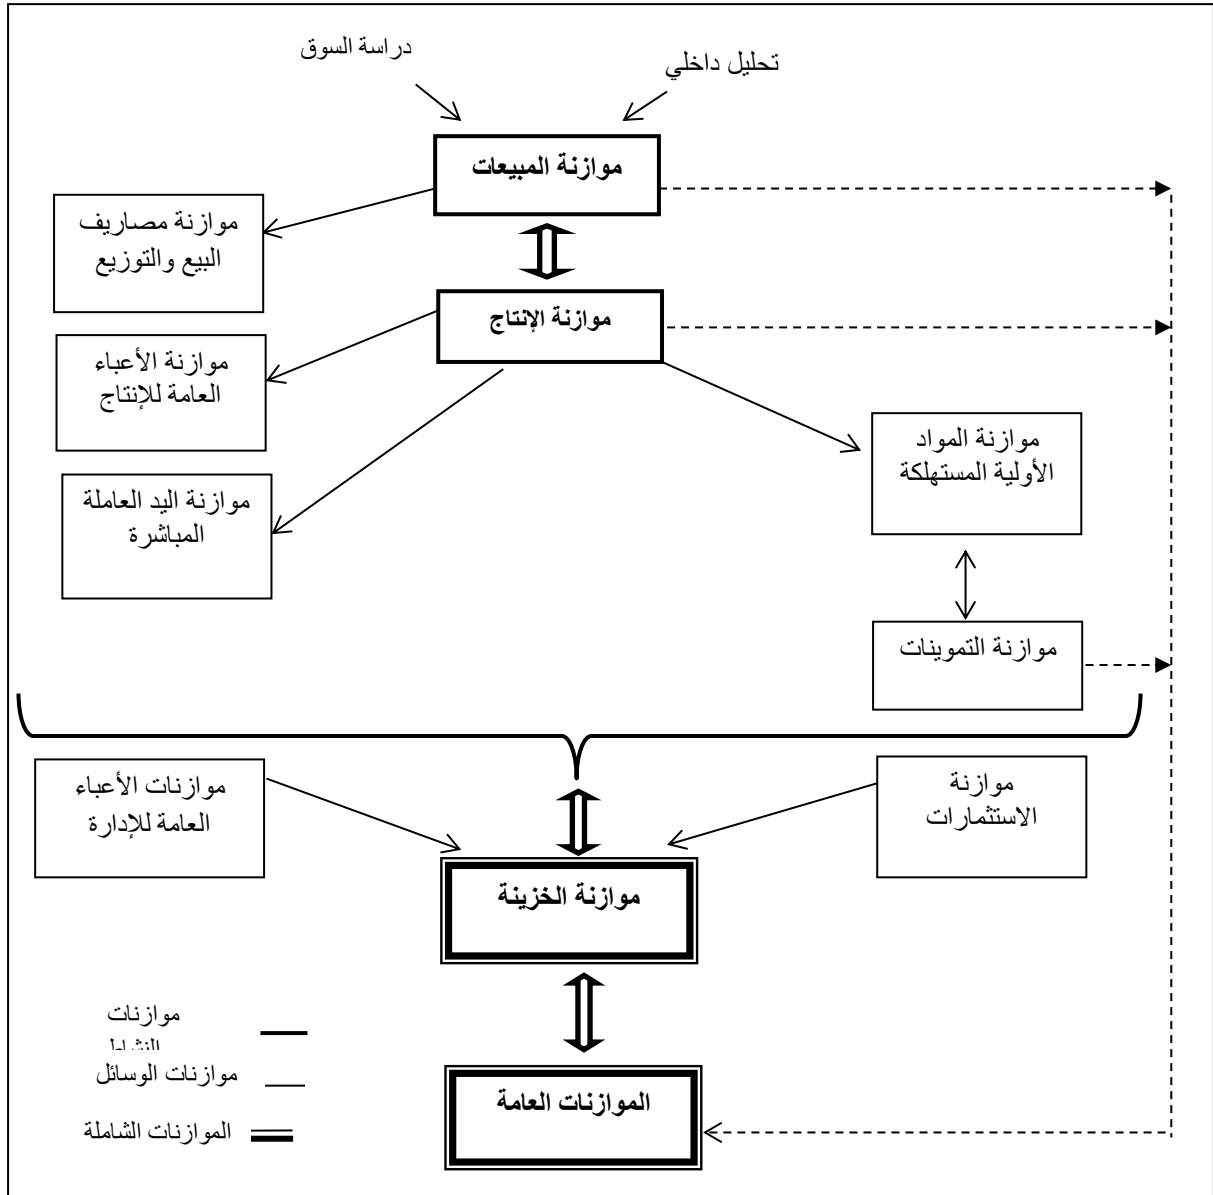 دراسة السوق
تحليل داخلي
موازنة المبيعات
موازنة مصاريف
البيع والتوزيع
موازنة الإنتاج
موازنة الأعباء
العامة للإنتاج
موازنة المواد
الأولية المستهلكة
موازنة اليد العاملة
المباشرة
موازنة التموينات
موازنات الأعباء
العامة للإدارة
موازنة
الاستثمارات
موازنة الخزينة
موازنات
موازنات الوسائل
الموازنات العامة
الموازنات الشاملة